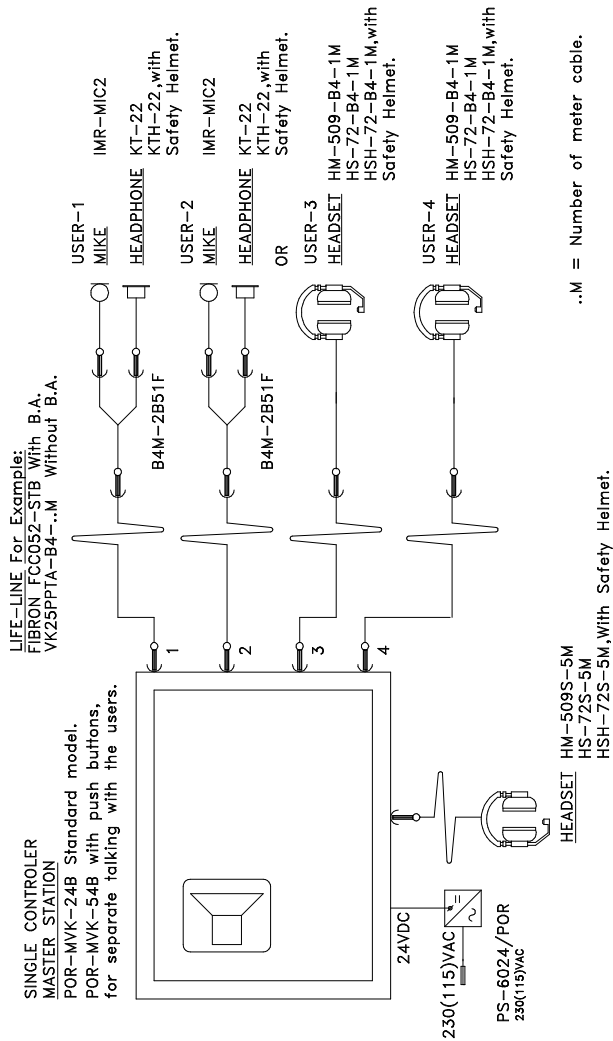 SINGLE CONTROLER
MASTER STATION
POR-MVK-24B Standard model.
POR-MVK-54B with push buttons,
for separate talking with the users.
LIFE-LINE For Example:
FIBRON FCC052-STB With B.A.
VK25PPTA-B4-..M Without B.A.
1
2
3
4
B4M-2B51F
B4M-2B51F
USER-1
MIKE IMR-MIC2
HEADPHONE KT-22
KTH-22,with
Safety Helmet.
USER-2
MIKE IMR-MIC2
HEADPHONE KT-22
KTH-22,with
Safety Helmet.
OR
USER-3
HEADSET HM-509-B4-1M
HS-72-B4-1M
HSH-72-B4-1M,with
Safety Helmet.
USER-4
HEADSET HM-509-B4-1M
HS-72-B4-1M
HSH-72-B4-1M,with
Safety Helmet.
24VDC
230(115)VAC
PS-6024/POR
230(115)VAC
HEADSET HM-509S-5M
HS-72S-5M
HSH-72S-5M,With Safety Helmet.
..M = Number of meter cable.